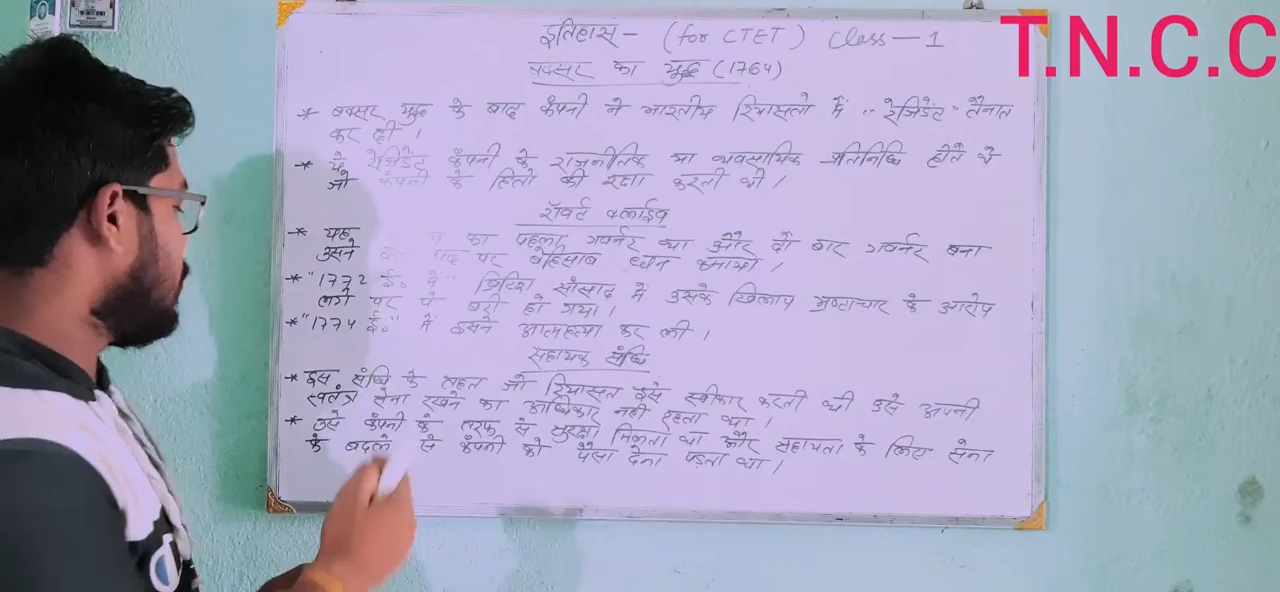 T.N.C.C
इतिहास - (for CTET) Class - 1
बक्सर का युद्ध (1764)
* बक्सर युद्ध के बाद कंपनी ने भारतीय रियासतो में "रेजिडेंट" तैनात
कर दी ।
* ये रेजिडेंट कंपनी के राजनीतिक या व्यवसायिक प्रतिनिधि होते थे
जो कंपनी के हितो की रक्षा करती थी ।
रॉबर्ट क्लाईव
* यह का पहला गवर्नर था और दो बार गवर्नर बना
उसने पद पर बेहिसाब धन कमाया ।
* "1772 ई० में" ब्रिटिश सांसाद में उसके खिलाप भ्रष्टाचार के आरोप
लगे पर ये बरी हो गया ।
* "1774 ई०" में इसने आत्महत्या कर ली ।
सहायक संधि
* इस संधि के तहत जो रियासत इसे स्वीकार करती थी उसे अपनी
स्वतंत्र सेना रखने का अधिकार नही रहता था ।
* उसे कंपनी के तरफ से सुरक्षा मिलता था और सहायता के लिए सेना
के बदले से कंपनी को पैसा देना पड़ता था ।